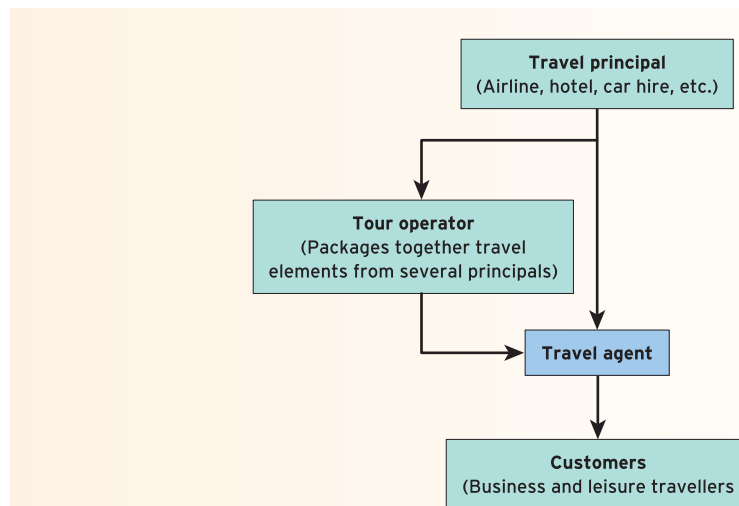 Travel principal
(Airline, hotel, car hire, etc.)
Tour operator
(Packages together travel
elements from several principals)
Travel agent
Customers
(Business and leisure travellers